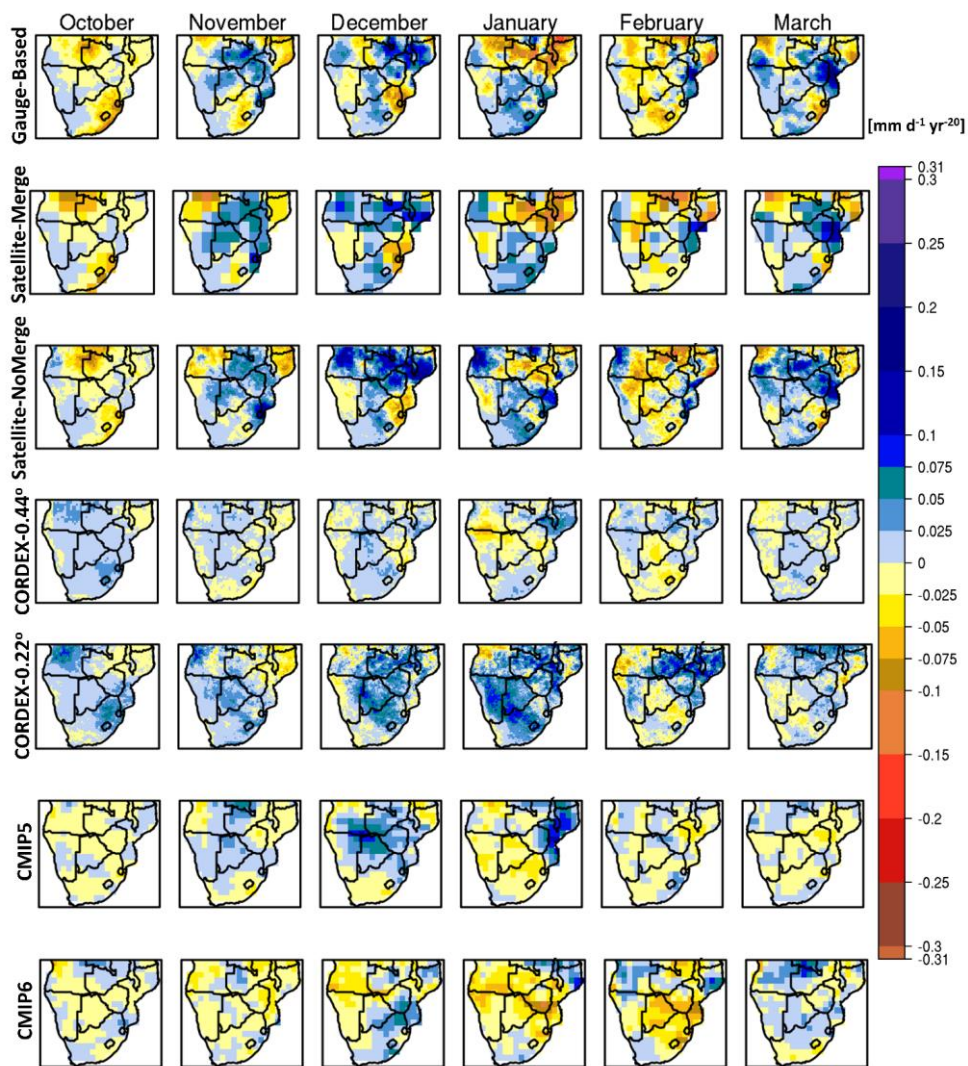 October November December January February March
Gauge-Based
[mm d⁻¹ yr⁻²⁰]
Satellite-Merge
Satellite-NoMerge
CORDEX-0.44º
CORDEX-0.22º
CMIP5
CMIP6
0.31
0.3
0.25
0.2
0.15
0.1
0.075
0.05
0.025
0
-0.025
-0.05
-0.075
-0.1
-0.15
-0.2
-0.25
-0.3
-0.31